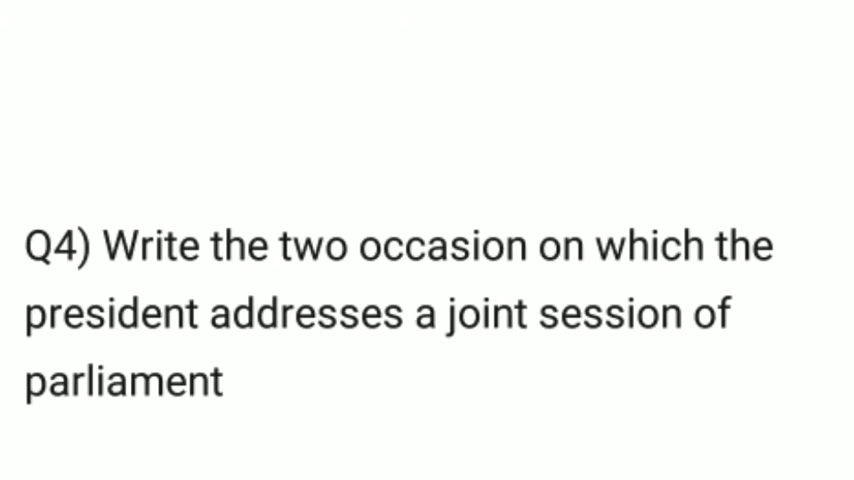 Q4) Write the two occasion on which the
president addresses a joint session of
parliament